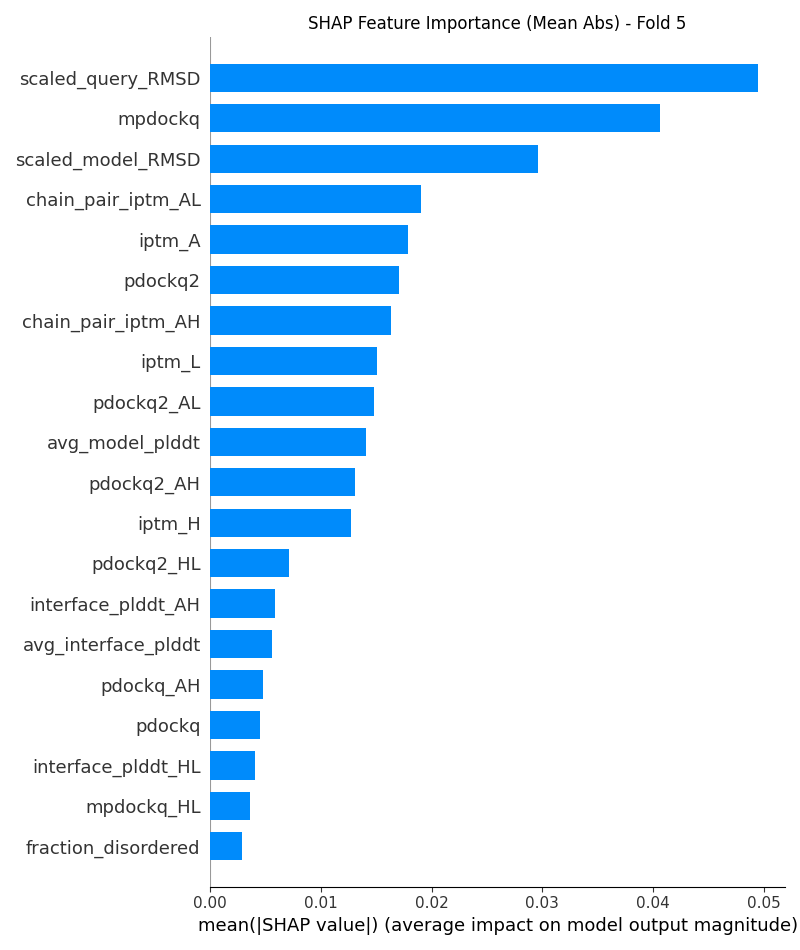 SHAP Feature Importance (Mean Abs) - Fold 5
scaled_query_RMSD
mpdockq
scaled_model_RMSD
chain_pair_iptm_AL
iptm_A
pdockq2
chain_pair_iptm_AH
iptm_L
pdockq2_AL
avg_model_plddt
pdockq2_AH
iptm_H
pdockq2_HL
interface_plddt_AH
avg_interface_plddt
pdockq_AH
pdockq
interface_plddt_HL
mpdockq_HL
fraction_disordered
0.00 0.01 0.02 0.03 0.04 0.05
mean(|SHAP value|) (average impact on model output magnitude)